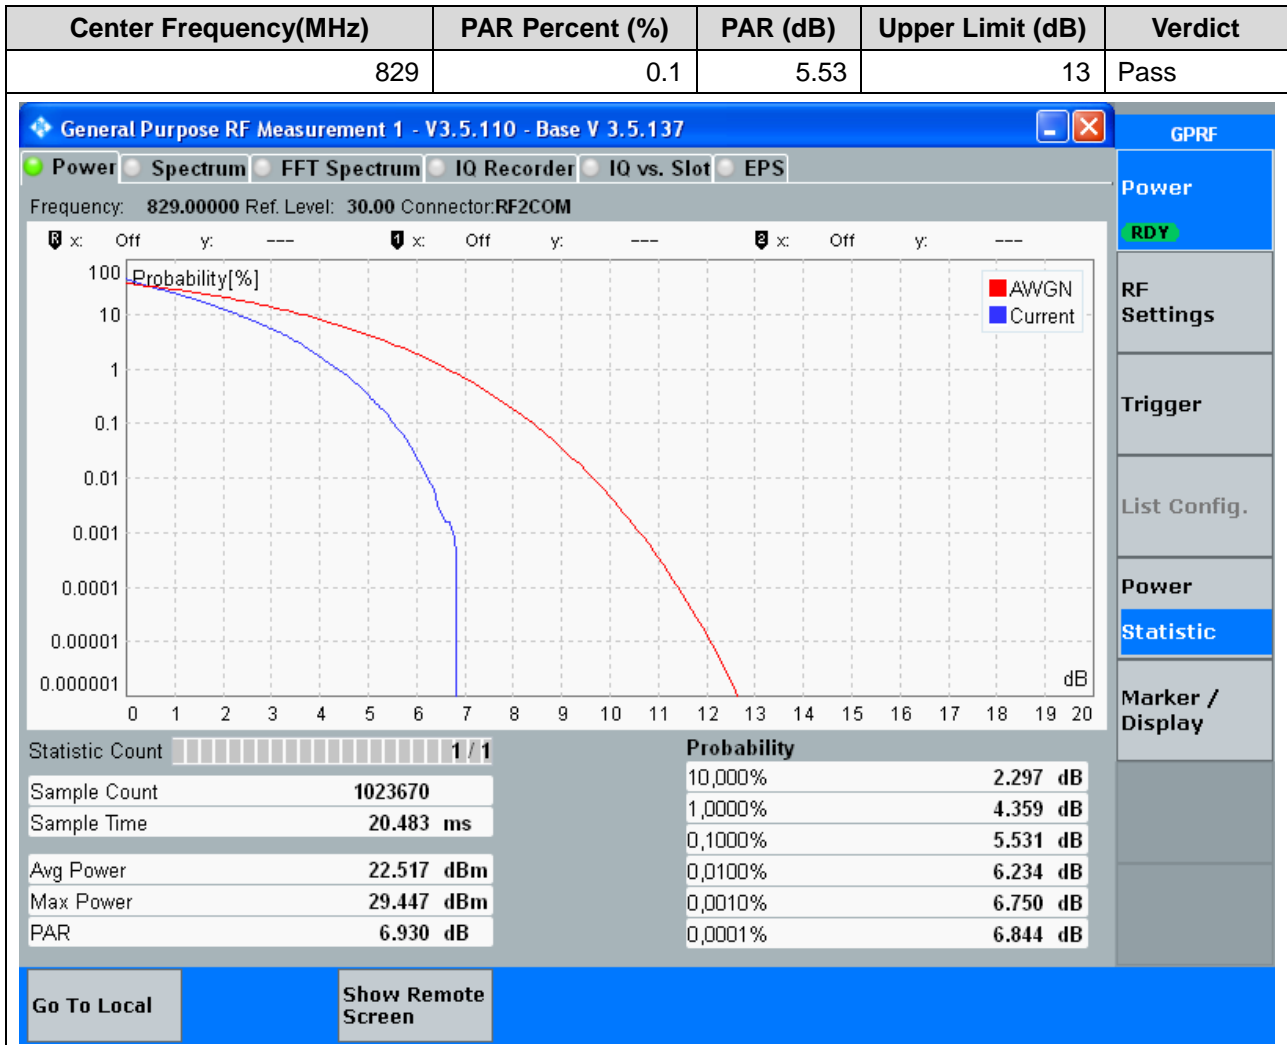 Center Frequency(MHz) PAR Percent (%) PAR (dB) Upper Limit (dB) Verdict
829 0.1 5.53 13 Pass
General Purpose RF Measurement 1 - V3.5.110 - Base V 3.5.137
GPRF
Power Spectrum FFT Spectrum IQ Recorder IQ vs. Slot EPS
Frequency: 829.00000 Ref. Level: 30.00 Connector:RF2COM
R x: Off y: --- 1 x: Off y: --- 2 x: Off y: ---
Probability[%]
AWGN
Current
100
10
1
0.1
0.01
0.001
0.0001
0.00001
0.000001
dB
0 1 2 3 4 5 6 7 8 9 10 11 12 13 14 15 16 17 18 19 20
Statistic Count 1 / 1
Sample Count 1023670
Sample Time 20.483 ms
Avg Power 22.517 dBm
Max Power 29.447 dBm
PAR 6.930 dB
Probability
10,000% 2.297 dB
1,0000% 4.359 dB
0,1000% 5.531 dB
0,0100% 6.234 dB
0,0010% 6.750 dB
0,0001% 6.844 dB
Power
RDY
RF
Settings
Trigger
List Config.
Power
Statistic
Marker /
Display
Go To Local
Show Remote
Screen